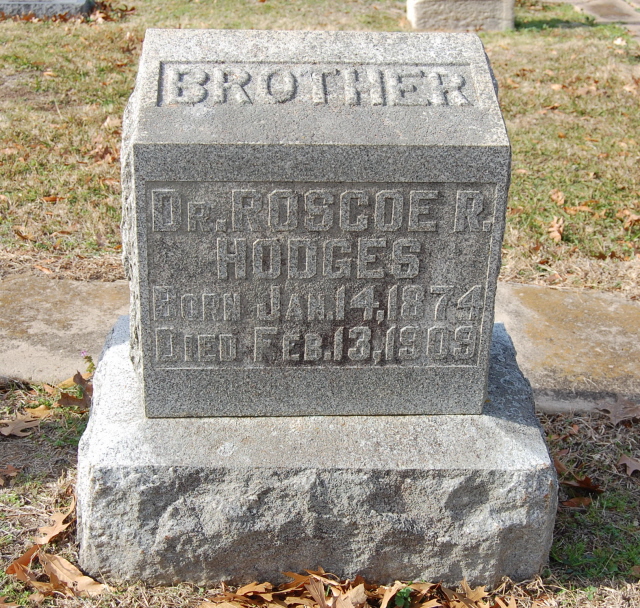 BROTHER
DR. ROSCOE R.
HODGES
BORN JAN. 14, 1874
DIED FEB. 13, 1909